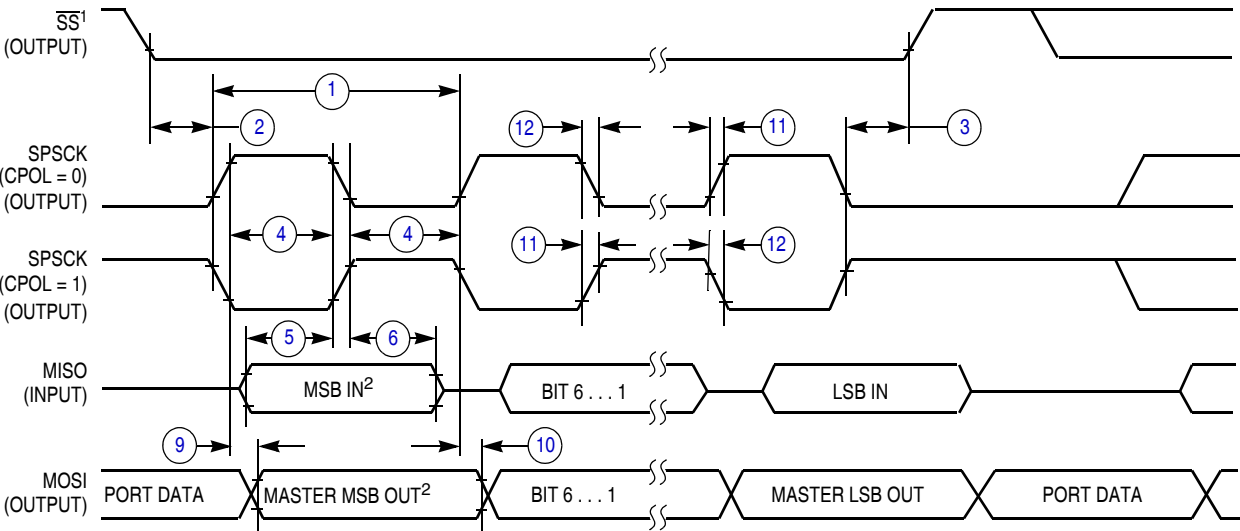 SS¹
(OUTPUT)
1
2
12
11
3
SPSCK
(CPOL = 0)
(OUTPUT)
4
4
11
12
SPSCK
(CPOL = 1)
(OUTPUT)
5
6
MISO
(INPUT)
MSB IN²
BIT 6 . . . 1
LSB IN
9
10
MOSI
(OUTPUT)
PORT DATA
MASTER MSB OUT²
BIT 6 . . . 1
MASTER LSB OUT
PORT DATA